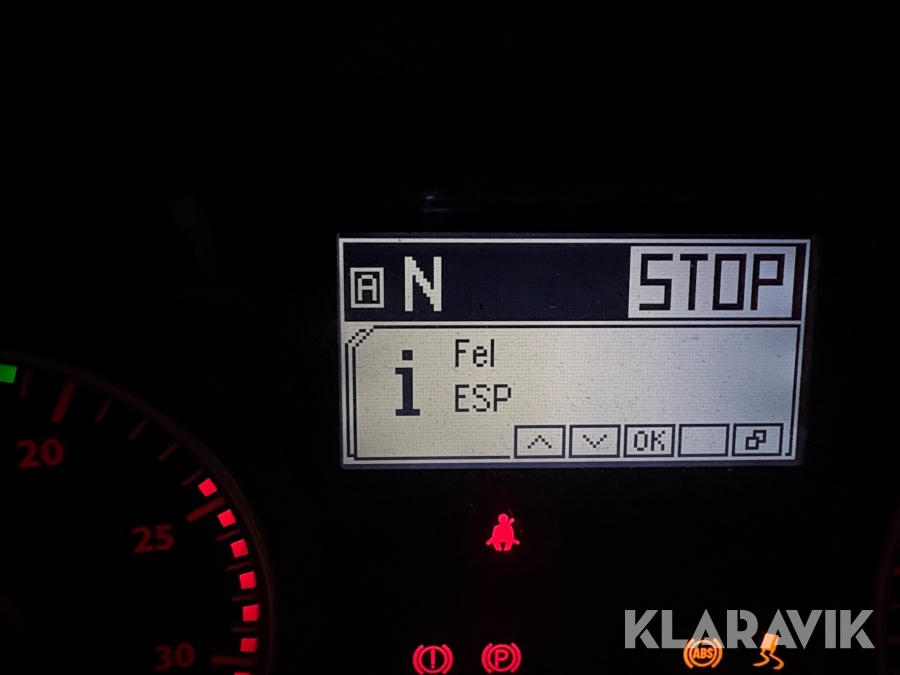 A N STOP
i Fel
ESP
OK
20
25
30
P ABS
KLARAVIK